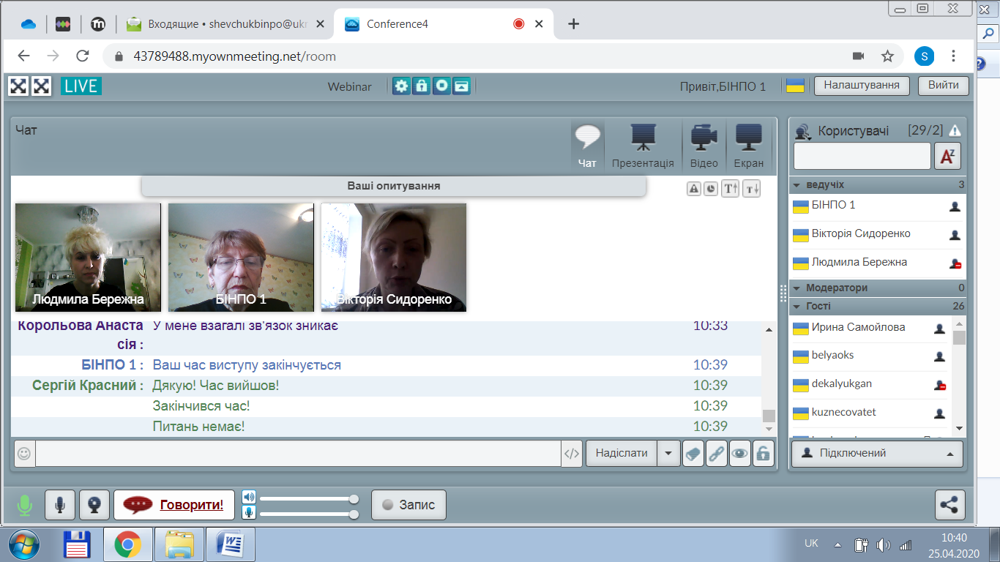 Входящие • shevchukbinpo@ukr
Conference4
43789488.myownmeeting.net/room
S
LIVE
Webinar
Привіт,БІНПО 1
Налаштування
Вийти
Чат
Чат
Презентація
Відео
Екран
Користувачі [29/2]
AZ
Ваші опитування
ведучіх 3
БІНПО 1
Вікторія Сидоренко
Людмила Бережна
Модератори 0
Гості 26
Ирина Самойлова
belyaoks
dekalyukgan
kuznecovatet
Людмила Бережна
БІНПО 1
Вікторія Сидоренко
Корольова Анаста У мене взагалі зв'язок зникає 10:33
сія :
БІНПО 1 : Ваш час виступу закінчується 10:39
Сергій Красний : Дякую! Час вийшов! 10:39
Закінчився час! 10:39
Питань немає! 10:39
Надіслати
Підключений
Говорити!
Запис
UK
10:40
25.04.2020